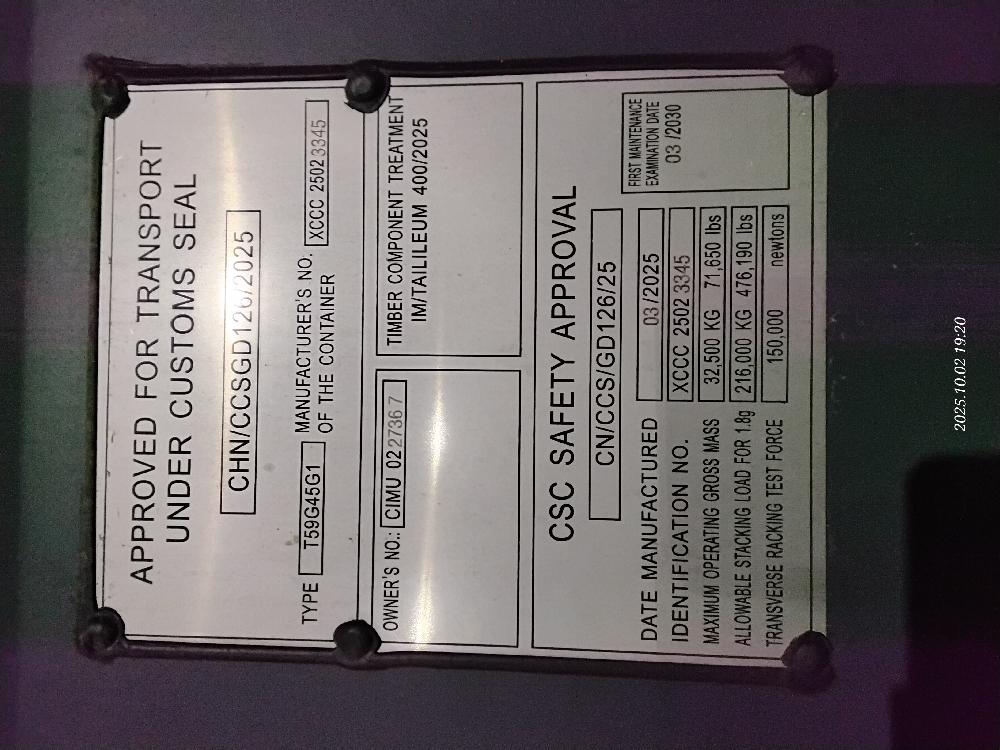 APPROVED FOR TRANSPORT
UNDER CUSTOMS SEAL
CHN/CCSGD126/2025
TYPE T59G45G1 MANUFACTURER'S NO.
OF THE CONTAINER XCCC 2502 3345
OWNER'S NO.: CIMU 02 2736 7
TIMBER COMPONENT TREATMENT
IM/TAILILEUM 400/2025
CSC SAFETY APPROVAL
CN/CCS/GD126/25
DATE MANUFACTURED 03 /2025
IDENTIFICATION NO. XCCC 2502 3345
MAXIMUM OPERATING GROSS MASS 32,500 KG 71,650 lbs
ALLOWABLE STACKING LOAD FOR 1.8g 216,000 KG 476,190 lbs
TRANSVERSE RACKING TEST FORCE 150,000 newtons
FIRST MAINTENANCE
EXAMINATION DATE
03 /2030
2025.10.02 19:20